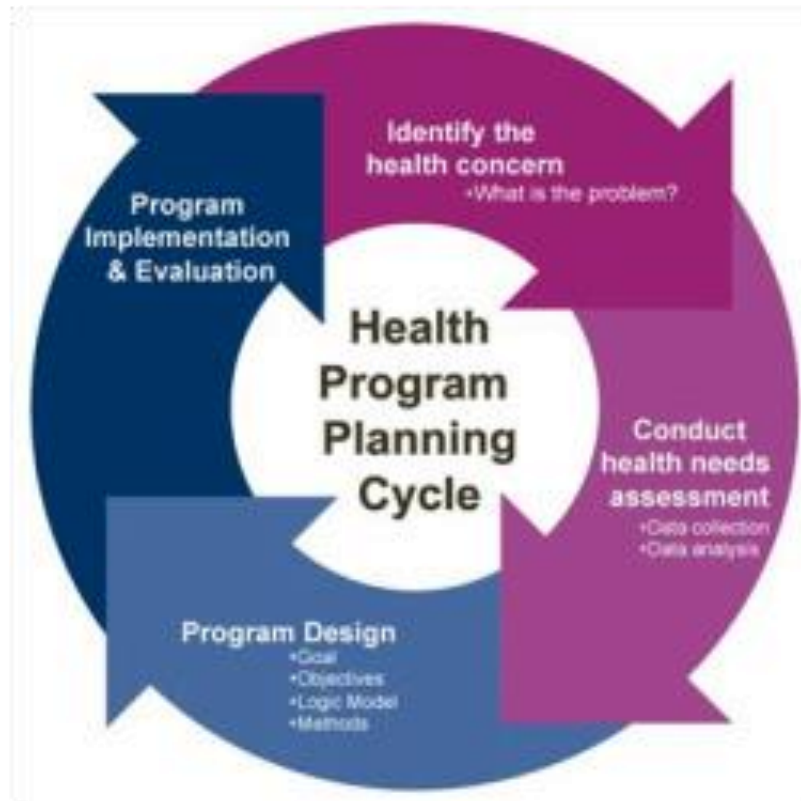 Identify the
health concern
•What is the problem?
Conduct
health needs
assessment
•Data collection
•Data analysis
Program Design
•Goal
•Objectives
•Logic Model
•Methods
Program
Implementation
& Evaluation
Health
Program
Planning
Cycle